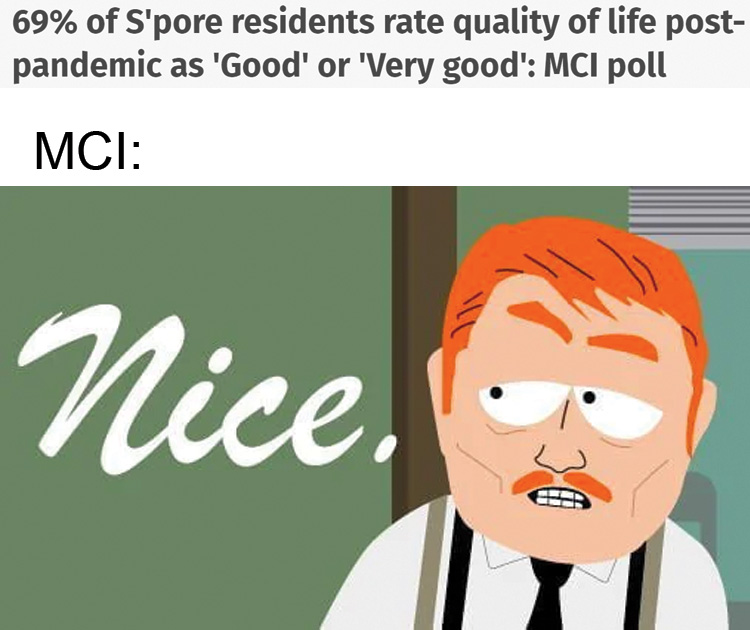 69% of S'pore residents rate quality of life post-
pandemic as 'Good' or 'Very good': MCI poll
MCI:
Nice.